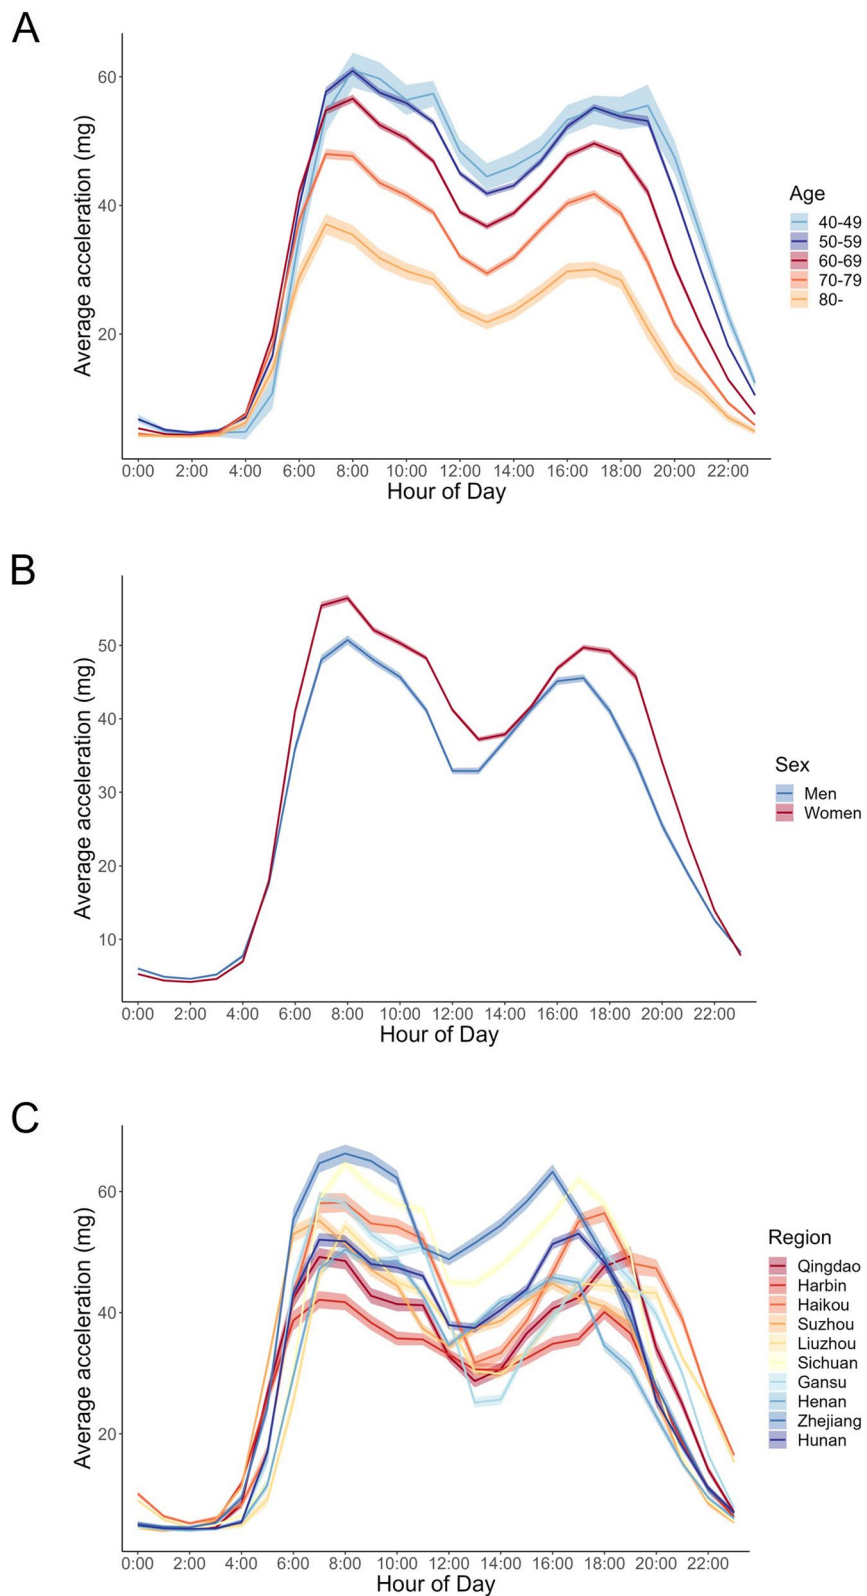 A
Average acceleration (mg)
60
40
20
0:00 2:00 4:00 6:00 8:00 10:00 12:00 14:00 16:00 18:00 20:00 22:00
Hour of Day
Age
40-49
50-59
60-69
70-79
80-
B
Average acceleration (mg)
50
40
30
20
10
0:00 2:00 4:00 6:00 8:00 10:00 12:00 14:00 16:00 18:00 20:00 22:00
Hour of Day
Sex
Men
Women
C
Average acceleration (mg)
60
40
20
0:00 2:00 4:00 6:00 8:00 10:00 12:00 14:00 16:00 18:00 20:00 22:00
Hour of Day
Region
Qingdao
Harbin
Haikou
Suzhou
Liuzhou
Sichuan
Gansu
Henan
Zhejiang
Hunan